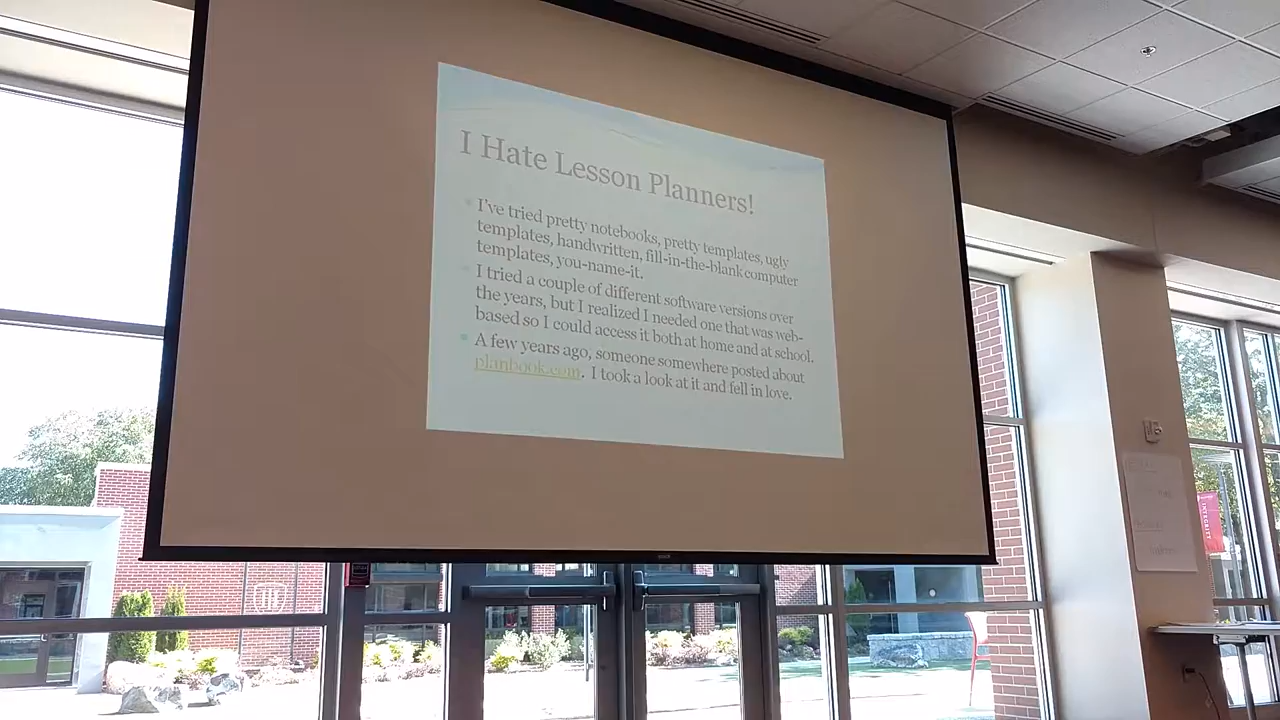 I Hate Lesson Planners!
I've tried pretty notebooks, pretty templates, ugly
templates, handwritten, fill-in-the-blank computer
templates, you-name-it.
I tried a couple of different software versions over
the years, but I realized I needed one that was web-
based so I could access it both at home and at school.
A few years ago, someone somewhere posted about
planbook.com. I took a look at it and fell in love.
INTEGRITY